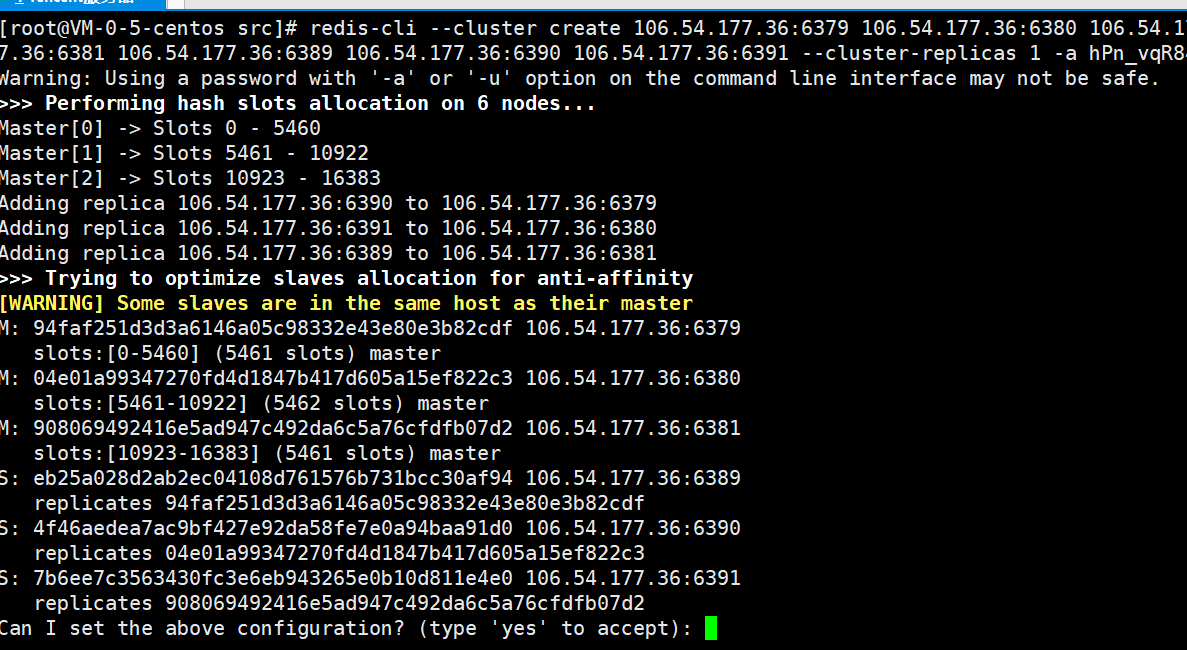 [root@VM-0-5-centos src]# redis-cli --cluster create 106.54.177.36:6379 106.54.177.36:6380 106.54.17
7.36:6381 106.54.177.36:6389 106.54.177.36:6390 106.54.177.36:6391 --cluster-replicas 1 -a hPn_vqR8
Warning: Using a password with '-a' or '-u' option on the command line interface may not be safe.
>>> Performing hash slots allocation on 6 nodes...
Master[0] -> Slots 0 - 5460
Master[1] -> Slots 5461 - 10922
Master[2] -> Slots 10923 - 16383
Adding replica 106.54.177.36:6390 to 106.54.177.36:6379
Adding replica 106.54.177.36:6391 to 106.54.177.36:6380
Adding replica 106.54.177.36:6389 to 106.54.177.36:6381
>>> Trying to optimize slaves allocation for anti-affinity
[WARNING] Some slaves are in the same host as their master
M: 94faf251d3d3a6146a05c98332e43e80e3b82cdf 106.54.177.36:6379
slots:[0-5460] (5461 slots) master
M: 04e01a99347270fd4d1847b417d605a15ef822c3 106.54.177.36:6380
slots:[5461-10922] (5462 slots) master
M: 908069492416e5ad947c492da6c5a76cfdfb07d2 106.54.177.36:6381
slots:[10923-16383] (5461 slots) master
S: eb25a028d2ab2ec04108d761576b731bcc30af94 106.54.177.36:6389
replicates 94faf251d3d3a6146a05c98332e43e80e3b82cdf
S: 4f46aedea7ac9bf427e92da58fe7e0a94baa91d0 106.54.177.36:6390
replicates 04e01a99347270fd4d1847b417d605a15ef822c3
S: 7b6ee7c3563430fc3e6eb943265e0b10d811e4e0 106.54.177.36:6391
replicates 908069492416e5ad947c492da6c5a76cfdfb07d2
Can I set the above configuration? (type 'yes' to accept):